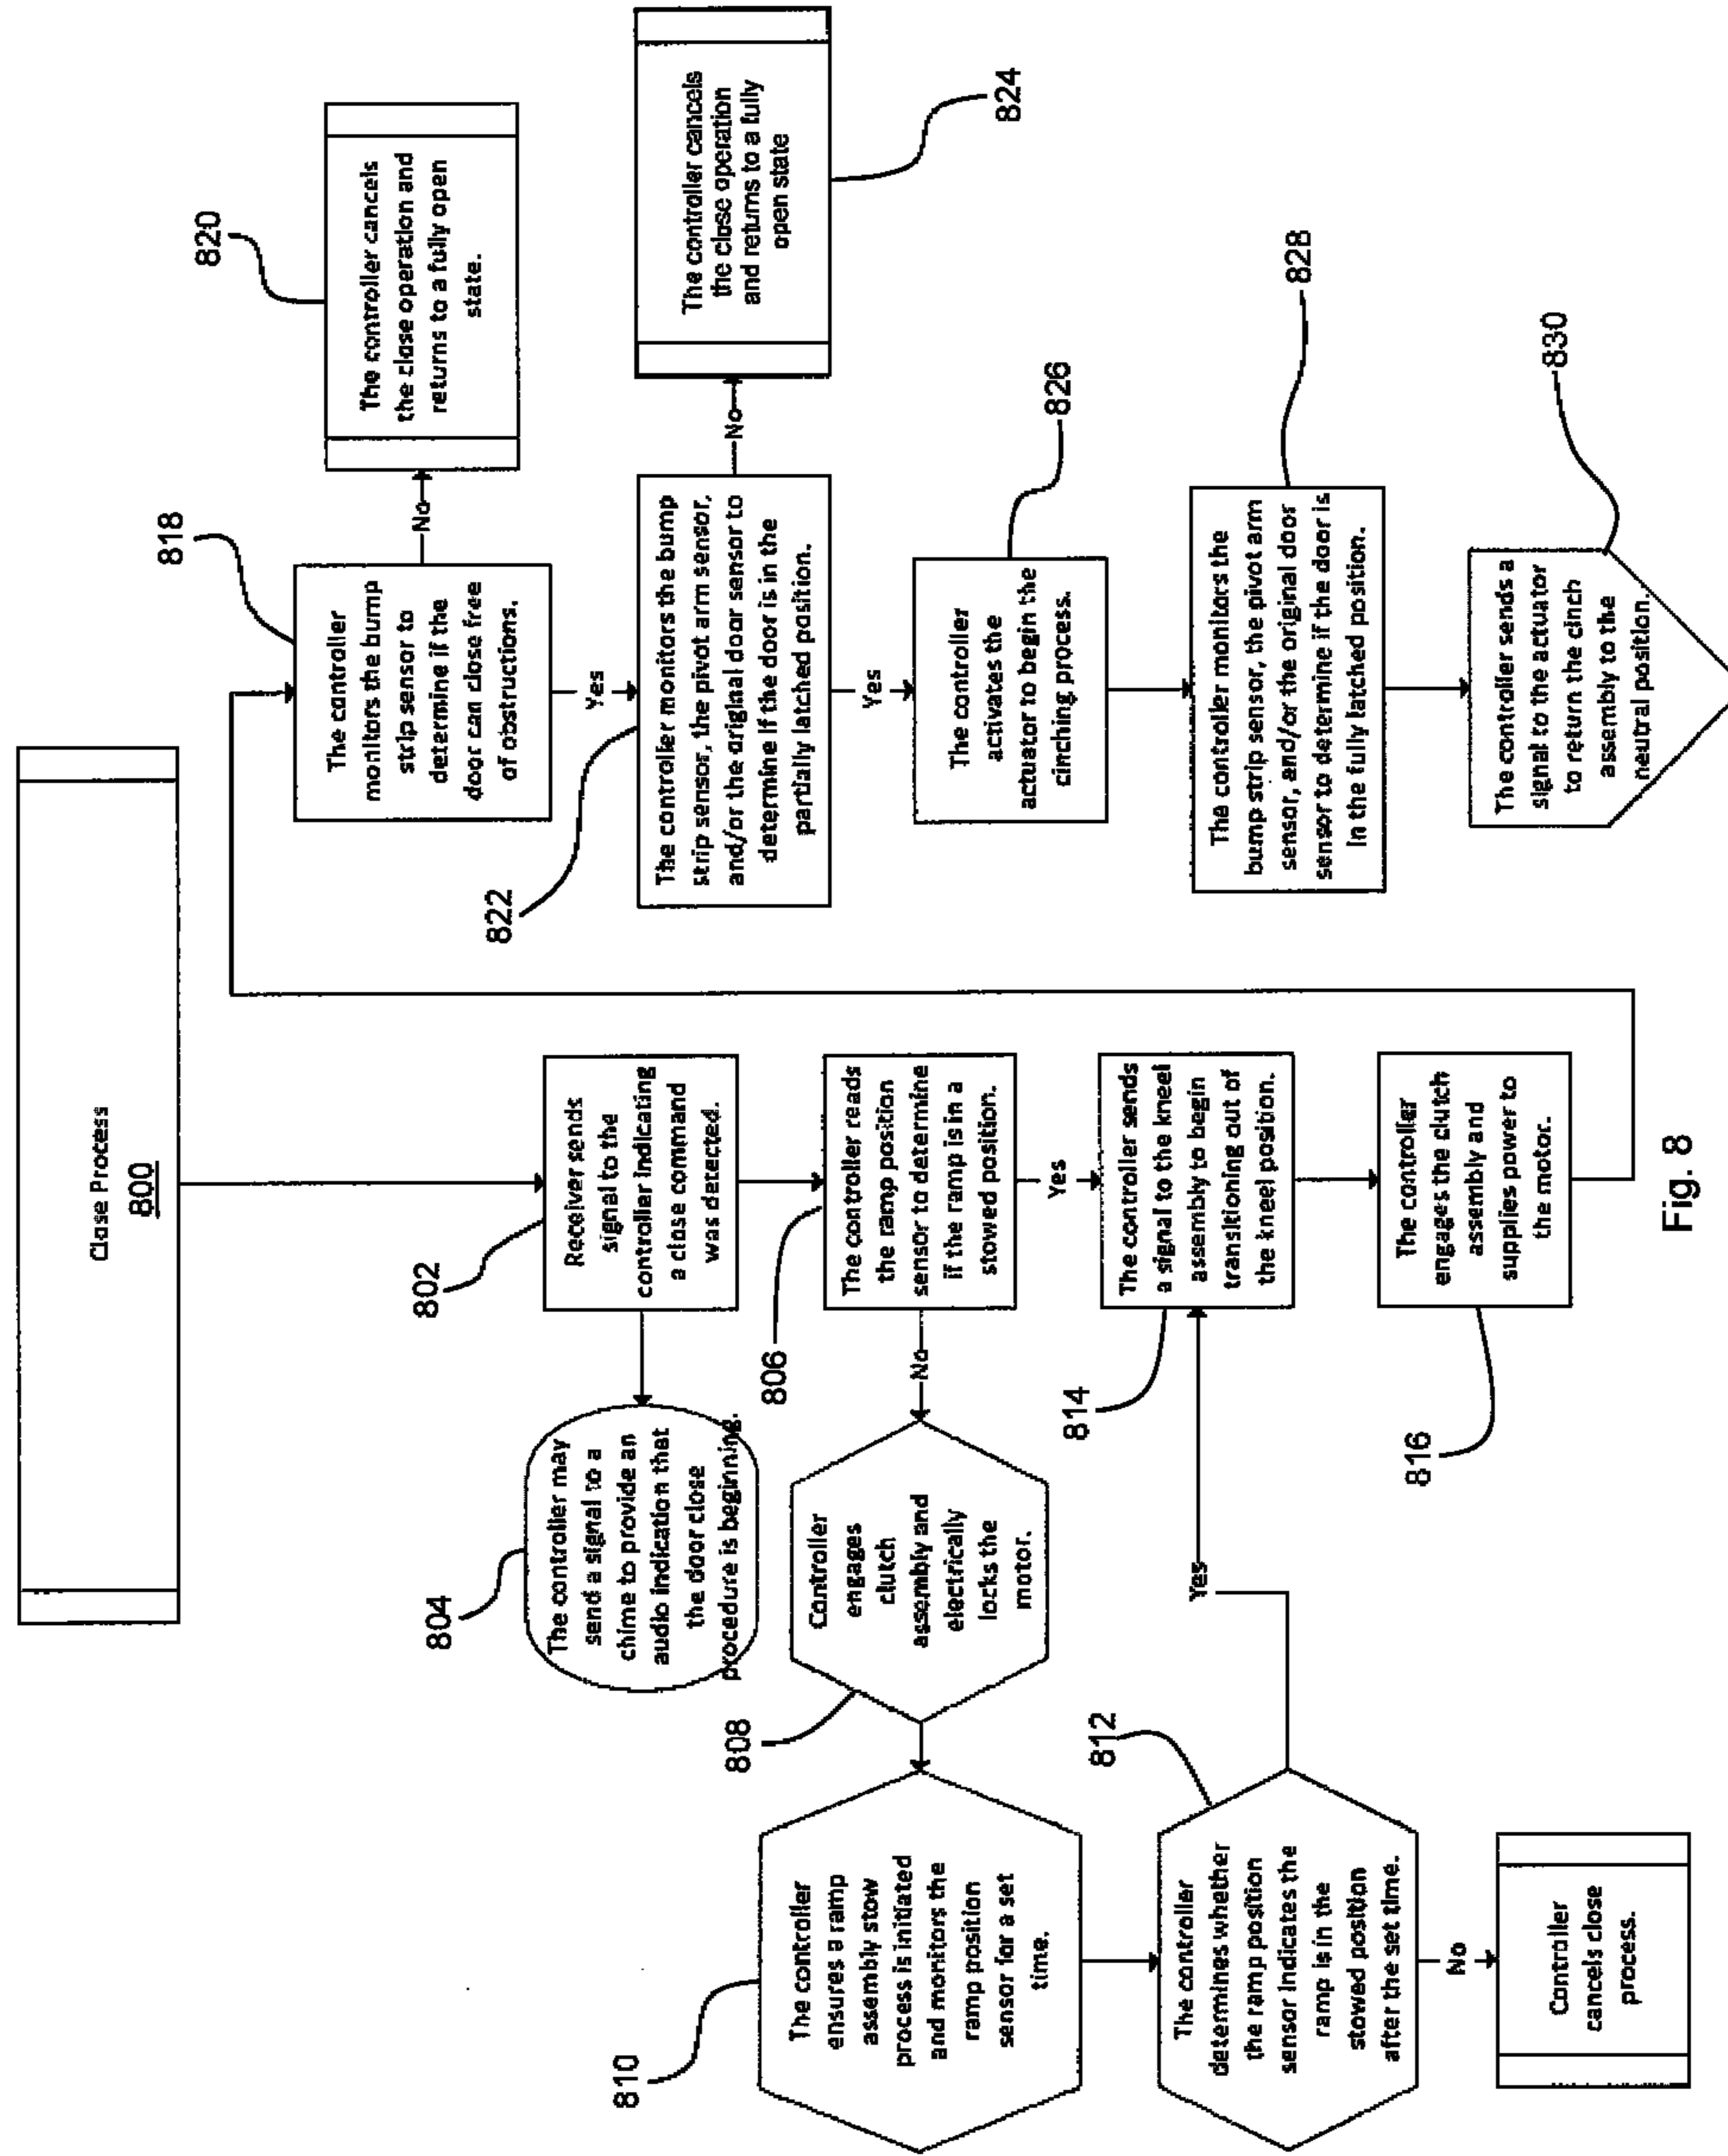 Close Process
800
802
Receiver sends
signal to the
controller indicating
a close command
was detected.
804
The controller may
send a signal to a
chime to provide an
audio indication that
the door close
procedure is beginning.
806
The controller reads
the ramp position
sensor to determine
if the ramp is in a
stowed position.
No
Yes
808
Controller
engages
clutch
assembly and
electrically
locks the
motor.
810
The controller
ensures a ramp
assembly stow
process is initiated
and monitors the
ramp position
sensor for a set
time.
812
The controller
determines whether
the ramp position
sensor indicates the
ramp is in the
stowed position
after the set time.
Yes
No
Controller
cancels close
process.
814
The controller sends
a signal to the kneel
assembly to begin
transitioning out of
the kneel position.
816
The controller
engages the clutch
assembly and
supplies power to
the motor.
818
The controller
monitors the bump
strip sensor to
determine if the
door can close free
of obstructions.
No
Yes
820
The controller cancels
the close operation and
returns to a fully open
state.
822
The controller monitors the bump
strip sensor, the pivot arm sensor,
and/or the original door sensor to
determine if the door is in the
partially latched position.
No
Yes
824
The controller cancels
the close operation
and returns to a fully
open state
826
The controller
activates the
actuator to begin the
cinching process.
828
The controller monitors the
bump strip sensor, the pivot arm
sensor, and/or the original door
sensor to determine if the door is
in the fully latched position.
830
The controller sends a
signal to the actuator
to return the cinch
assembly to the
neutral position.
Fig. 8